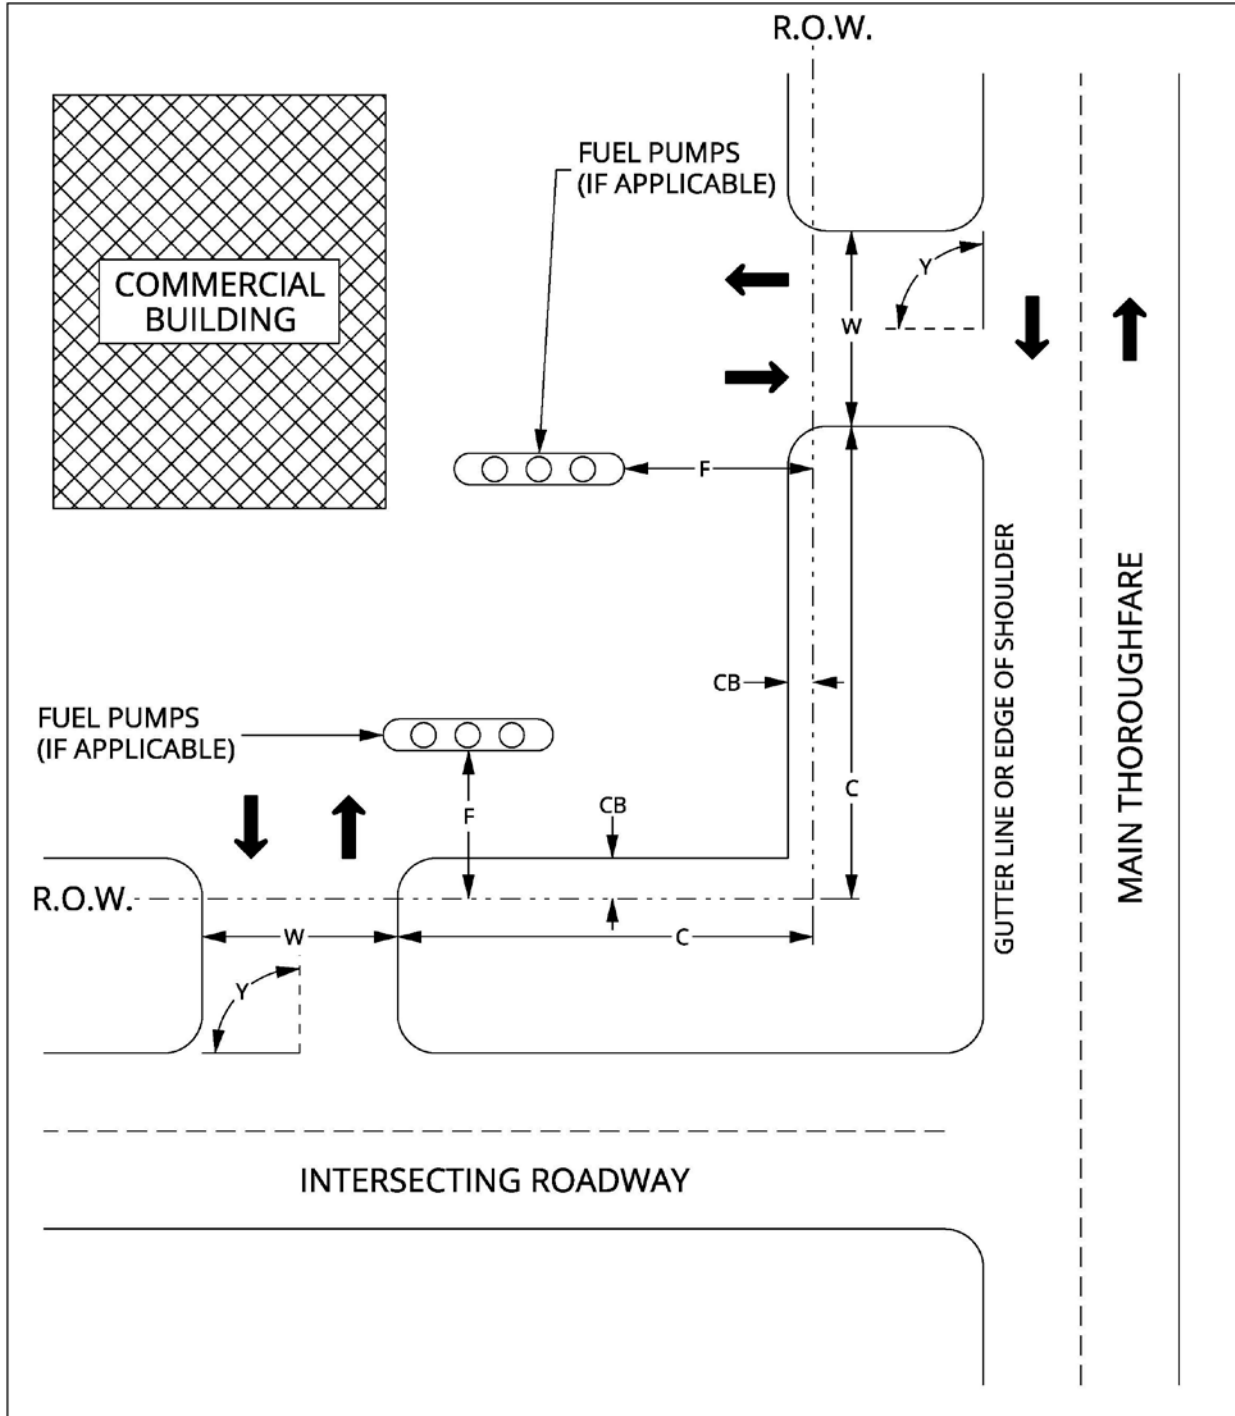 R.O.W.
FUEL PUMPS
(IF APPLICABLE)
COMMERCIAL
BUILDING
Y
W
F
GUTTER LINE OR EDGE OF SHOULDER
MAIN THOROUGHFARE
CB
FUEL PUMPS
(IF APPLICABLE)
C
CB
F
R.O.W.
W
C
Y
INTERSECTING ROADWAY